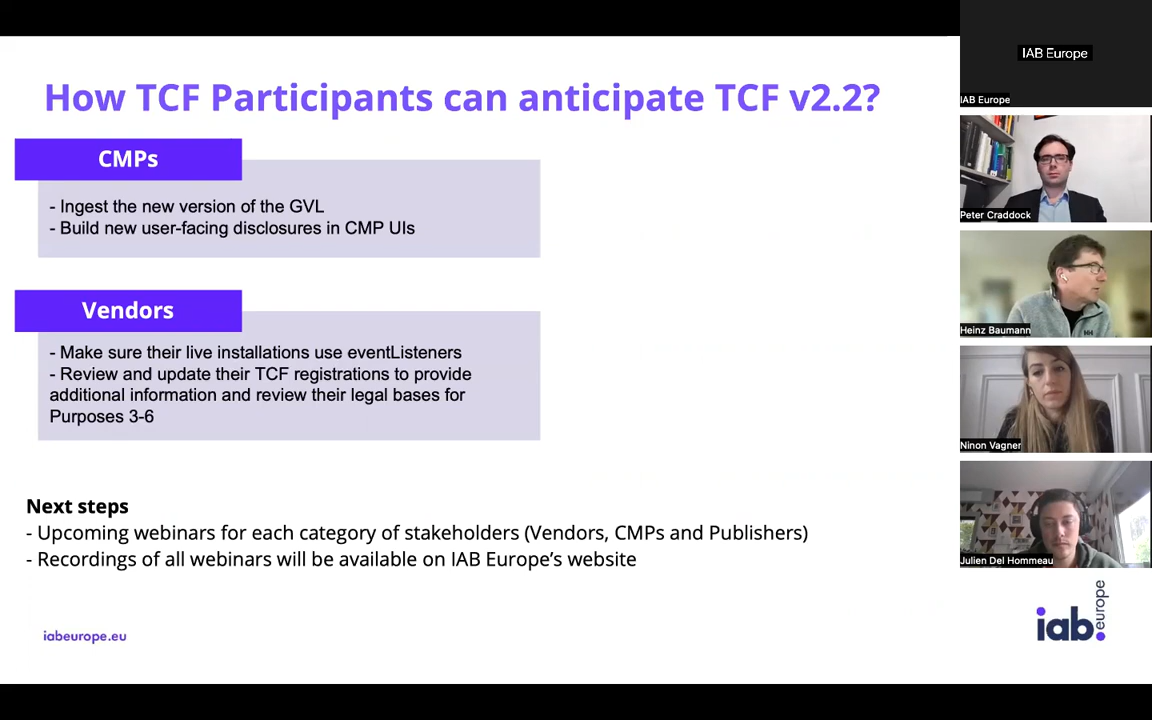 How TCF Participants can anticipate TCF v2.2?
CMPs
- Ingest the new version of the GVL
- Build new user-facing disclosures in CMP UIs
Vendors
- Make sure their live installations use eventListeners
- Review and update their TCF registrations to provide
additional information and review their legal bases for
Purposes 3-6
Next steps
- Upcoming webinars for each category of stakeholders (Vendors, CMPs and Publishers)
- Recordings of all webinars will be available on IAB Europe’s website
iabeurope.eu
iab europe
IAB Europe
IAB Europe
Peter Craddock
Heinz Baumann
Ninon Vagner
Julien Del Hommeau